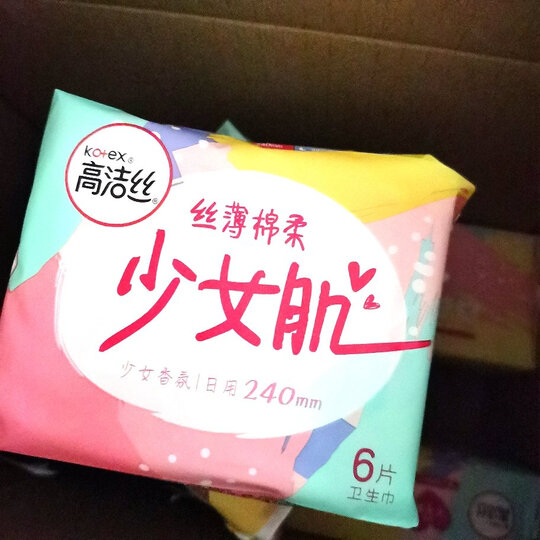 Kotex®
高洁丝®
丝薄棉柔
少女肌
少女香氛|日用240mm
6片
卫生巾